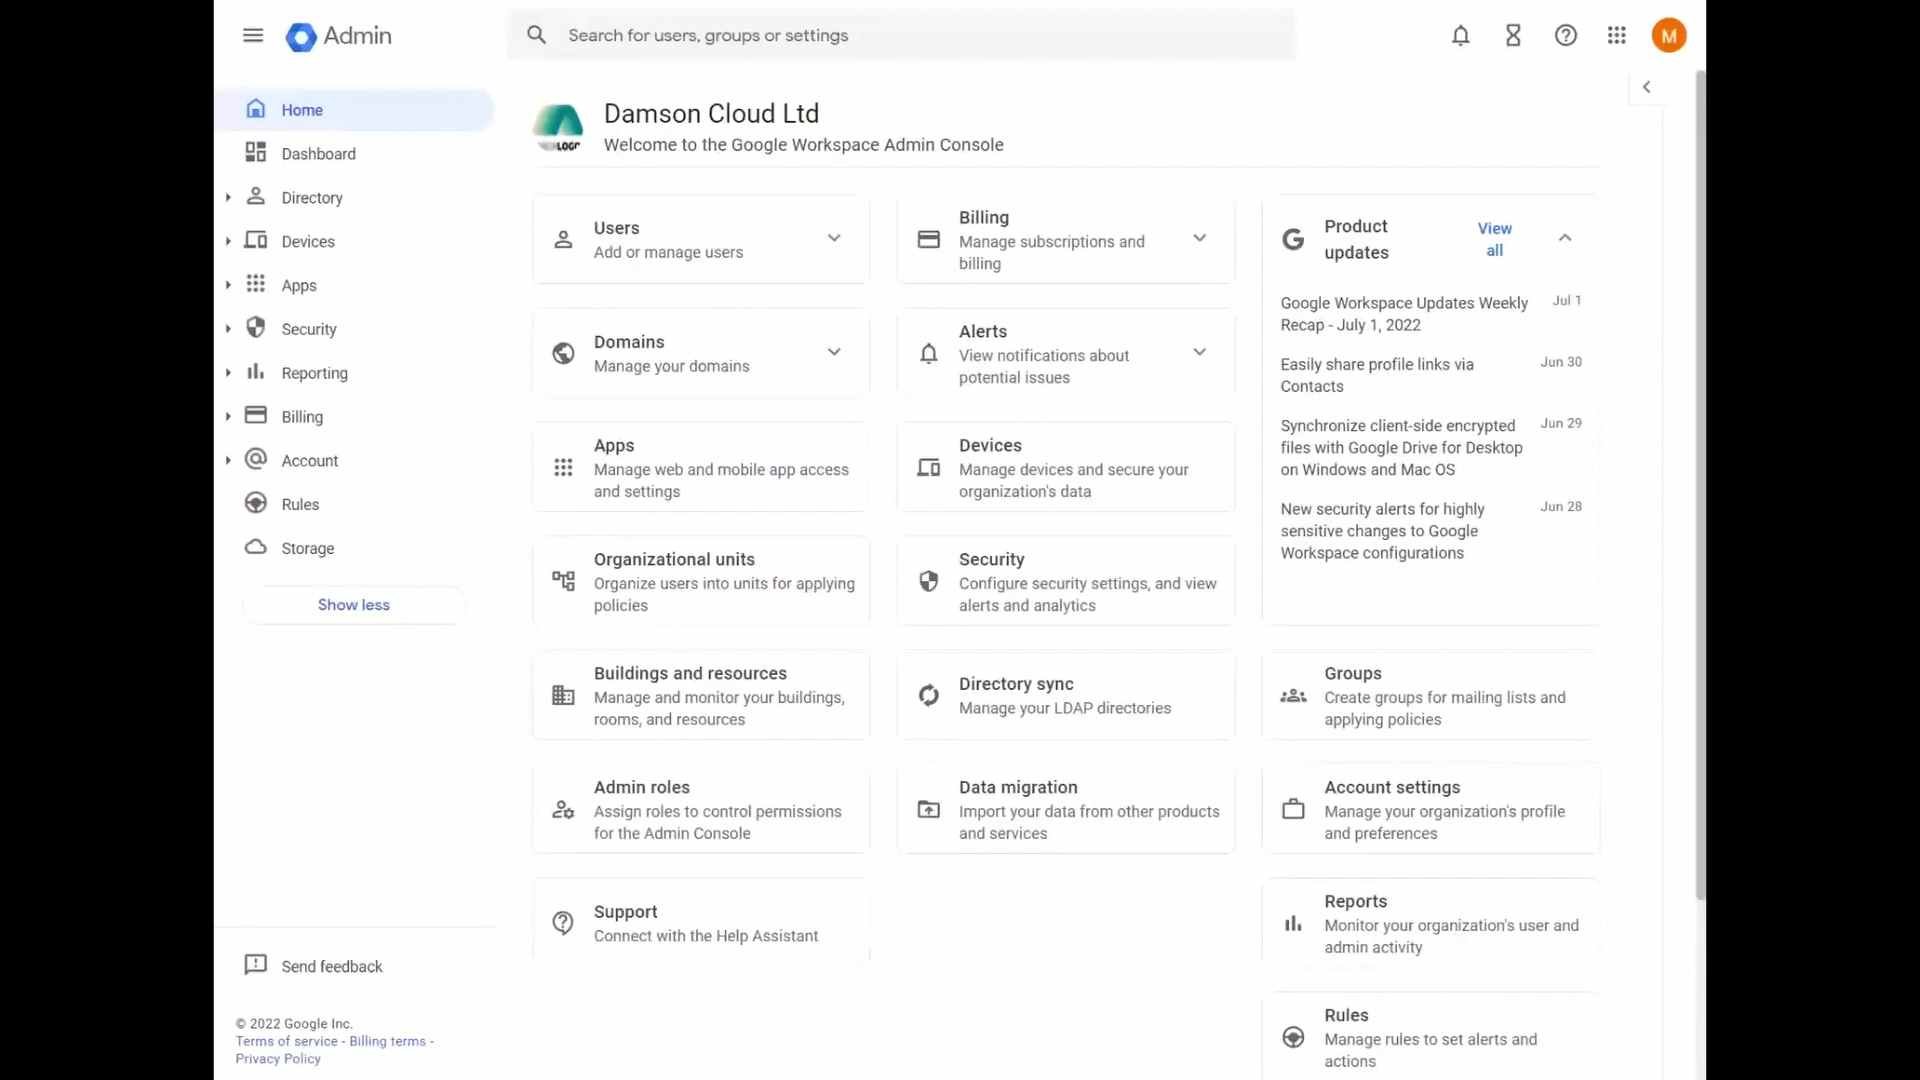 Admin
Search for users, groups or settings
M
Home
Dashboard
Directory
Devices
Apps
Security
Reporting
Billing
Account
Rules
Storage
Show less
Send feedback
© 2022 Google Inc.
Terms of service - Billing terms -
Privacy Policy
LOGO
Damson Cloud Ltd
Welcome to the Google Workspace Admin Console
Users
Add or manage users
Billing
Manage subscriptions and
billing
Product
updates
View
all
Google Workspace Updates Weekly
Recap - July 1, 2022
Jul 1
Easily share profile links via
Contacts
Jun 30
Synchronize client-side encrypted
files with Google Drive for Desktop
on Windows and Mac OS
Jun 29
New security alerts for highly
sensitive changes to Google
Workspace configurations
Jun 28
Domains
Manage your domains
Alerts
View notifications about
potential issues
Apps
Manage web and mobile app access
and settings
Devices
Manage devices and secure your
organization's data
Organizational units
Organize users into units for applying
policies
Security
Configure security settings, and view
alerts and analytics
Buildings and resources
Manage and monitor your buildings,
rooms, and resources
Directory sync
Manage your LDAP directories
Groups
Create groups for mailing lists and
applying policies
Admin roles
Assign roles to control permissions
for the Admin Console
Data migration
Import your data from other products
and services
Account settings
Manage your organization's profile
and preferences
Support
Connect with the Help Assistant
Reports
Monitor your organization's user and
admin activity
Rules
Manage rules to set alerts and
actions